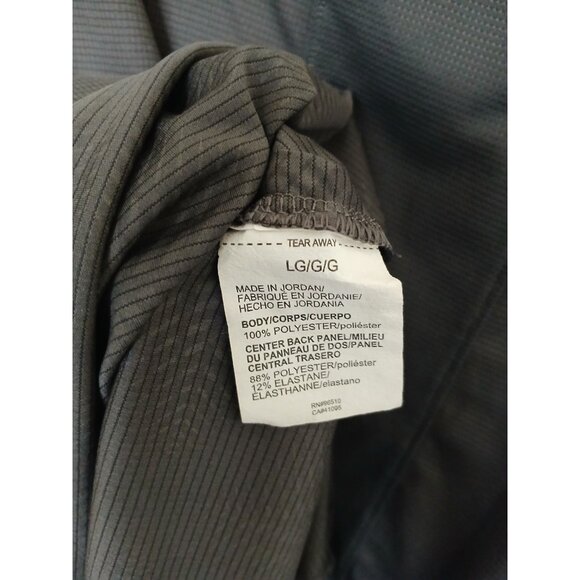 TEAR AWAY
LG/G/G
MADE IN JORDAN/
FABRIQUÉ EN JORDANIE/
HECHO EN JORDANIA
BODY/CORPS/CUERPO
100% POLYESTER/poliéster
CENTER BACK PANEL/MILIEU
DU PANNEAU DE DOS/PANEL
CENTRAL TRASERO
88% POLYESTER/poliéster
12% ELASTANE/
ÉLASTHANNE/elastano
RN#96510
CA#41095